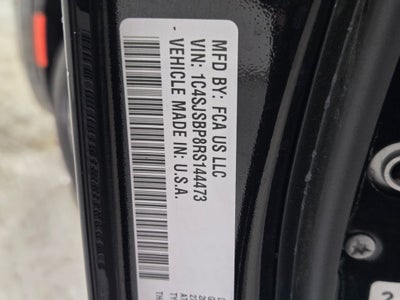 MFD BY: FCA US LLC
VIN: 1C4SJSBP8RS144473
VEHICLE MADE IN: U.S.A.